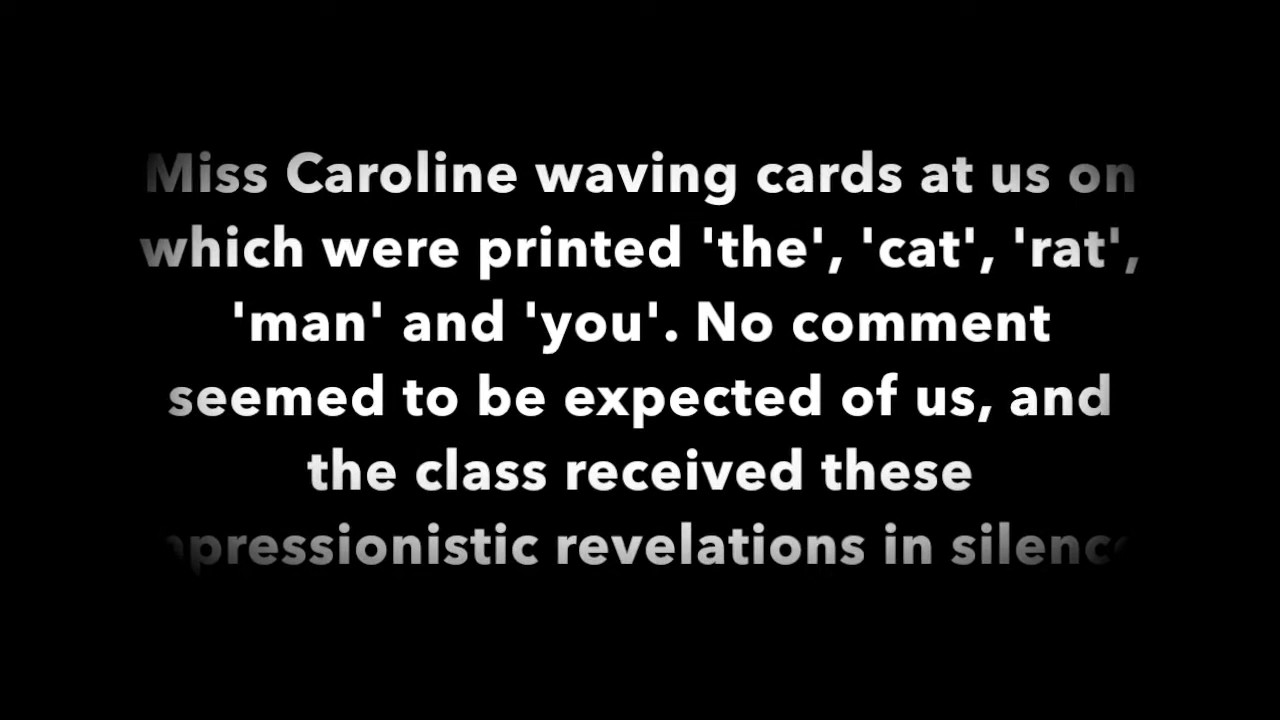 Miss Caroline waving cards at us on
which were printed 'the', 'cat', 'rat',
'man' and 'you'. No comment
seemed to be expected of us, and
the class received these
revelations in